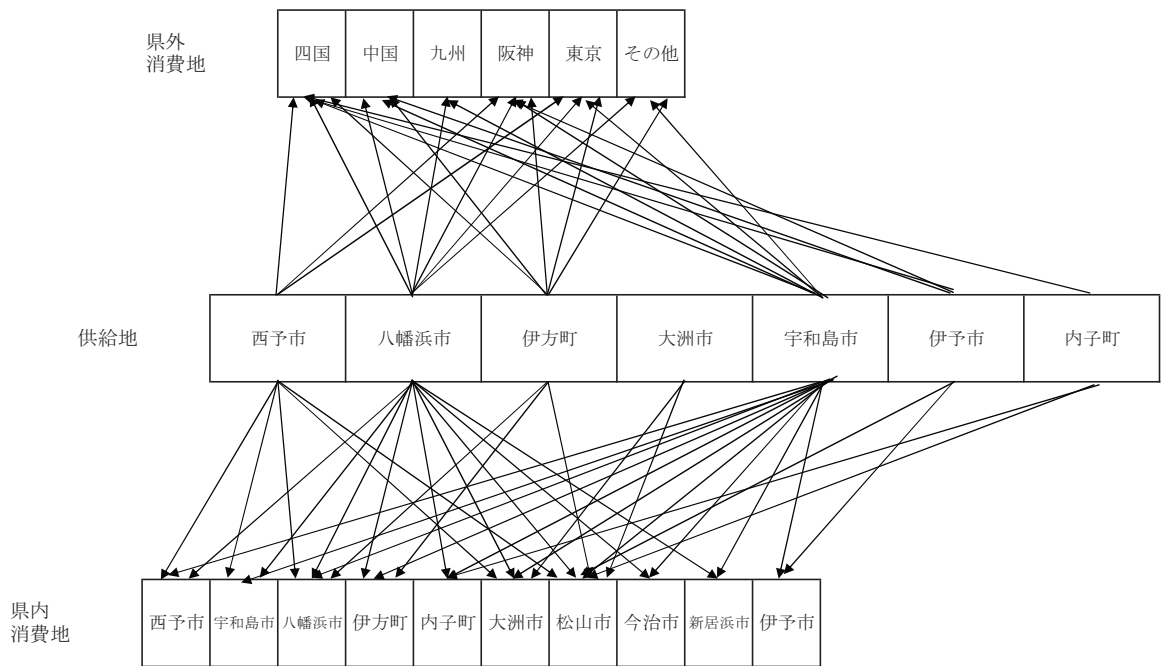 県外
消費地
四国 中国 九州 阪神 東京 その他
供給地
西予市 八幡浜市 伊方町 大洲市 宇和島市 伊予市 内子町
県内
消費地
西予市 宇和島市 八幡浜市 伊方町 内子町 大洲市 松山市 今治市 新居浜市 伊予市